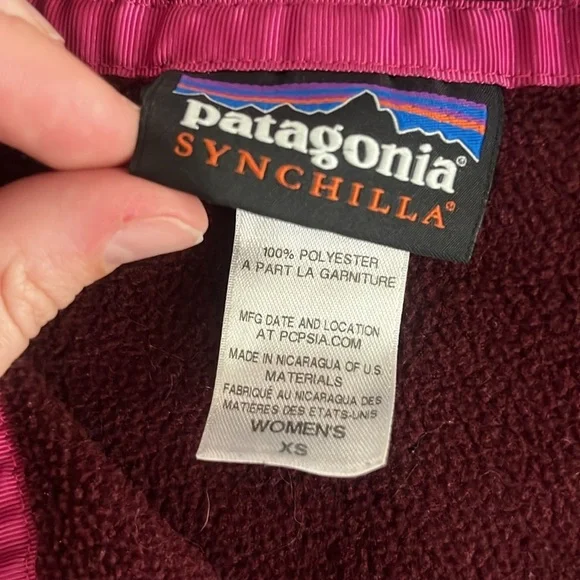 patagonia®
SYNCHILLA®
100% POLYESTER
A PART LA GARNITURE
MFG DATE AND LOCATION
AT PCPSIA.COM
MADE IN NICARAGUA OF U.S.
MATERIALS
FABRIQUÉ AU NICARAGUA DES
MATIÈRES DES ETATS-UNIS
WOMEN'S
XS